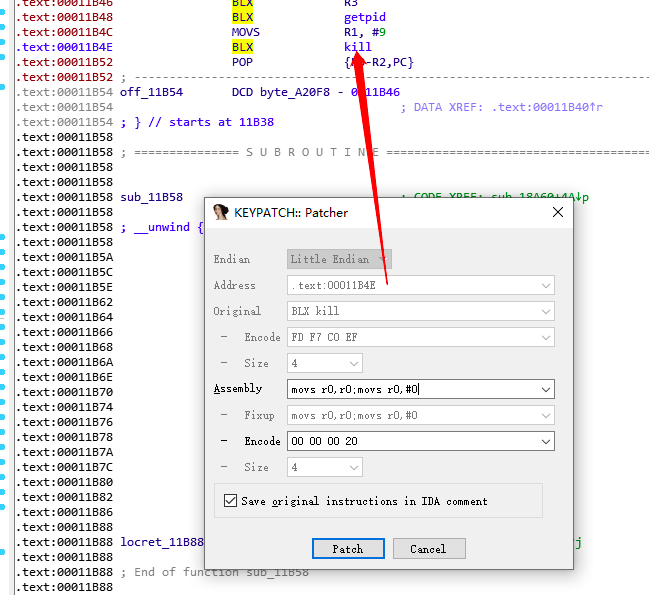 .text:00011B46 BLX R3
.text:00011B48 BLX getpid
.text:00011B4C MOVS R1, #9
.text:00011B4E BLX kill
.text:00011B52 POP -R2,PC}
.text:00011B52 ; ---------------------------------------------------------------------------
.text:00011B54 off_11B54 DCD byte_A20F8 - 11B46
.text:00011B54 ; DATA XREF: .text:00011B40↑r
.text:00011B54 ; } // starts at 11B38
.text:00011B58
.text:00011B58 ; =============== S U B R O U T I N E =======================================
.text:00011B58
.text:00011B58
.text:00011B58 sub_11B58 ; CODE XREF: sub_18A60+4A↓p
.text:00011B58
.text:00011B58 ; __unwind {
.text:00011B58
.text:00011B5A
.text:00011B5C
.text:00011B5E
.text:00011B62
.text:00011B64
.text:00011B66
.text:00011B68
.text:00011B6A
.text:00011B6E
.text:00011B70
.text:00011B74
.text:00011B76
.text:00011B78
.text:00011B7A
.text:00011B7C
.text:00011B80
.text:00011B82
.text:00011B86
.text:00011B88
.text:00011B88 locret_11B88 j
.text:00011B88
.text:00011B88 ; End of function sub_11B58
.text:00011B88
KEYPATCH:: Patcher
Endian Little Endian
Address .text:00011B4E
Original BLX kill
- Encode FD F7 C0 EF
- Size 4
Assembly movs r0,r0;movs r0,#0
- Fixup movs r0,r0;movs r0,#0
- Encode 00 00 00 20
- Size 4
Save original instructions in IDA comment
Patch Cancel